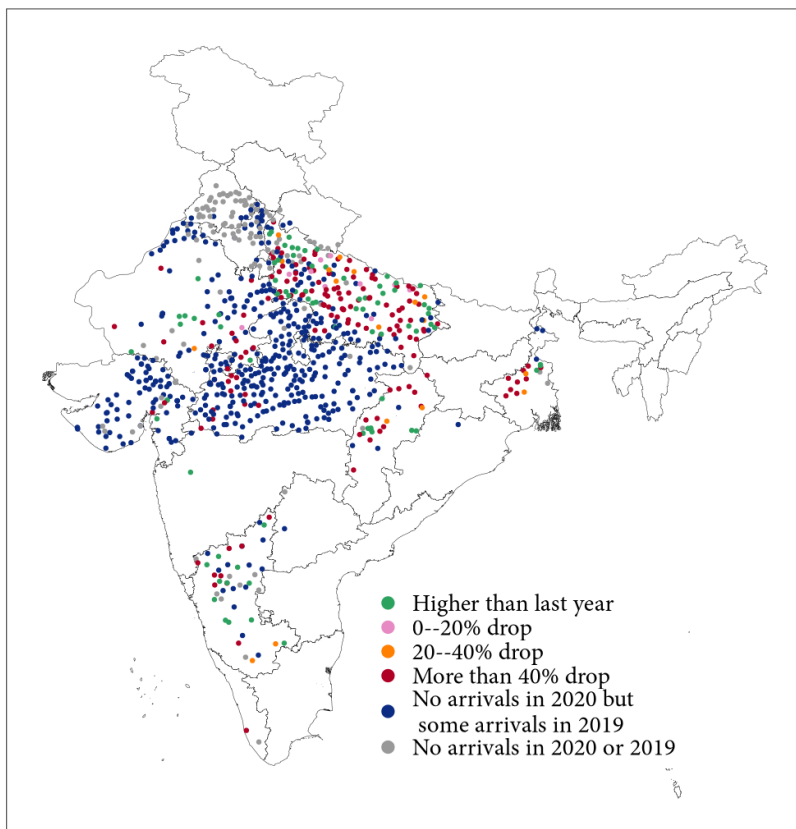 Higher than last year
0--20% drop
20--40% drop
More than 40% drop
No arrivals in 2020 but
some arrivals in 2019
No arrivals in 2020 or 2019